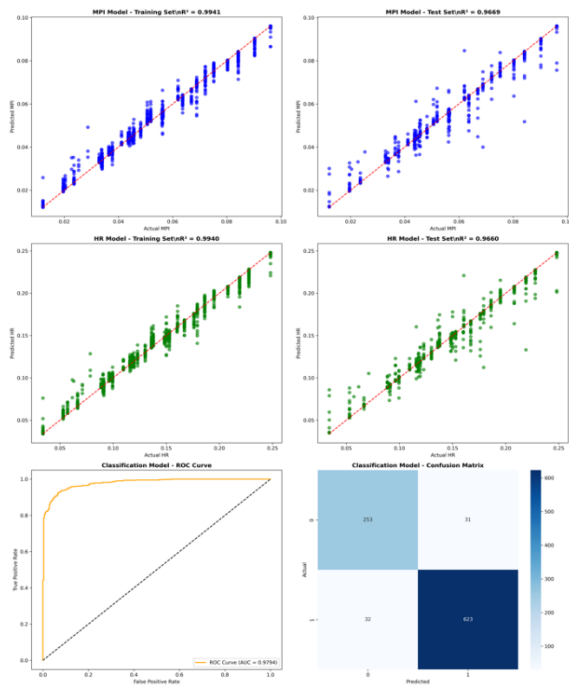 MPI Model - Training Set\nR² = 0.9941
MPI Model - Test Set\nR² = 0.9669
Predicted MPI
0.10
0.08
0.06
0.04
0.02
0.02 0.04 0.06 0.08 0.10
Actual MPI
Predicted MPI
0.10
0.08
0.06
0.04
0.02
0.02 0.04 0.06 0.08 0.10
Actual MPI
HR Model - Training Set\nR² = 0.9940
HR Model - Test Set\nR² = 0.9660
Predicted HR
0.25
0.20
0.15
0.10
0.05
0.05 0.10 0.15 0.20 0.25
Actual HR
Predicted HR
0.25
0.20
0.15
0.10
0.05
0.05 0.10 0.15 0.20 0.25
Actual HR
Classification Model - ROC Curve
Classification Model - Confusion Matrix
True Positive Rate
1.0
0.8
0.6
0.4
0.2
0.0
ROC Curve (AUC = 0.9794)
0.0 0.2 0.4 0.6 0.8 1.0
False Positive Rate
Actual
0
1
253 31
32 623
0 1
Predicted
600
500
400
300
200
100